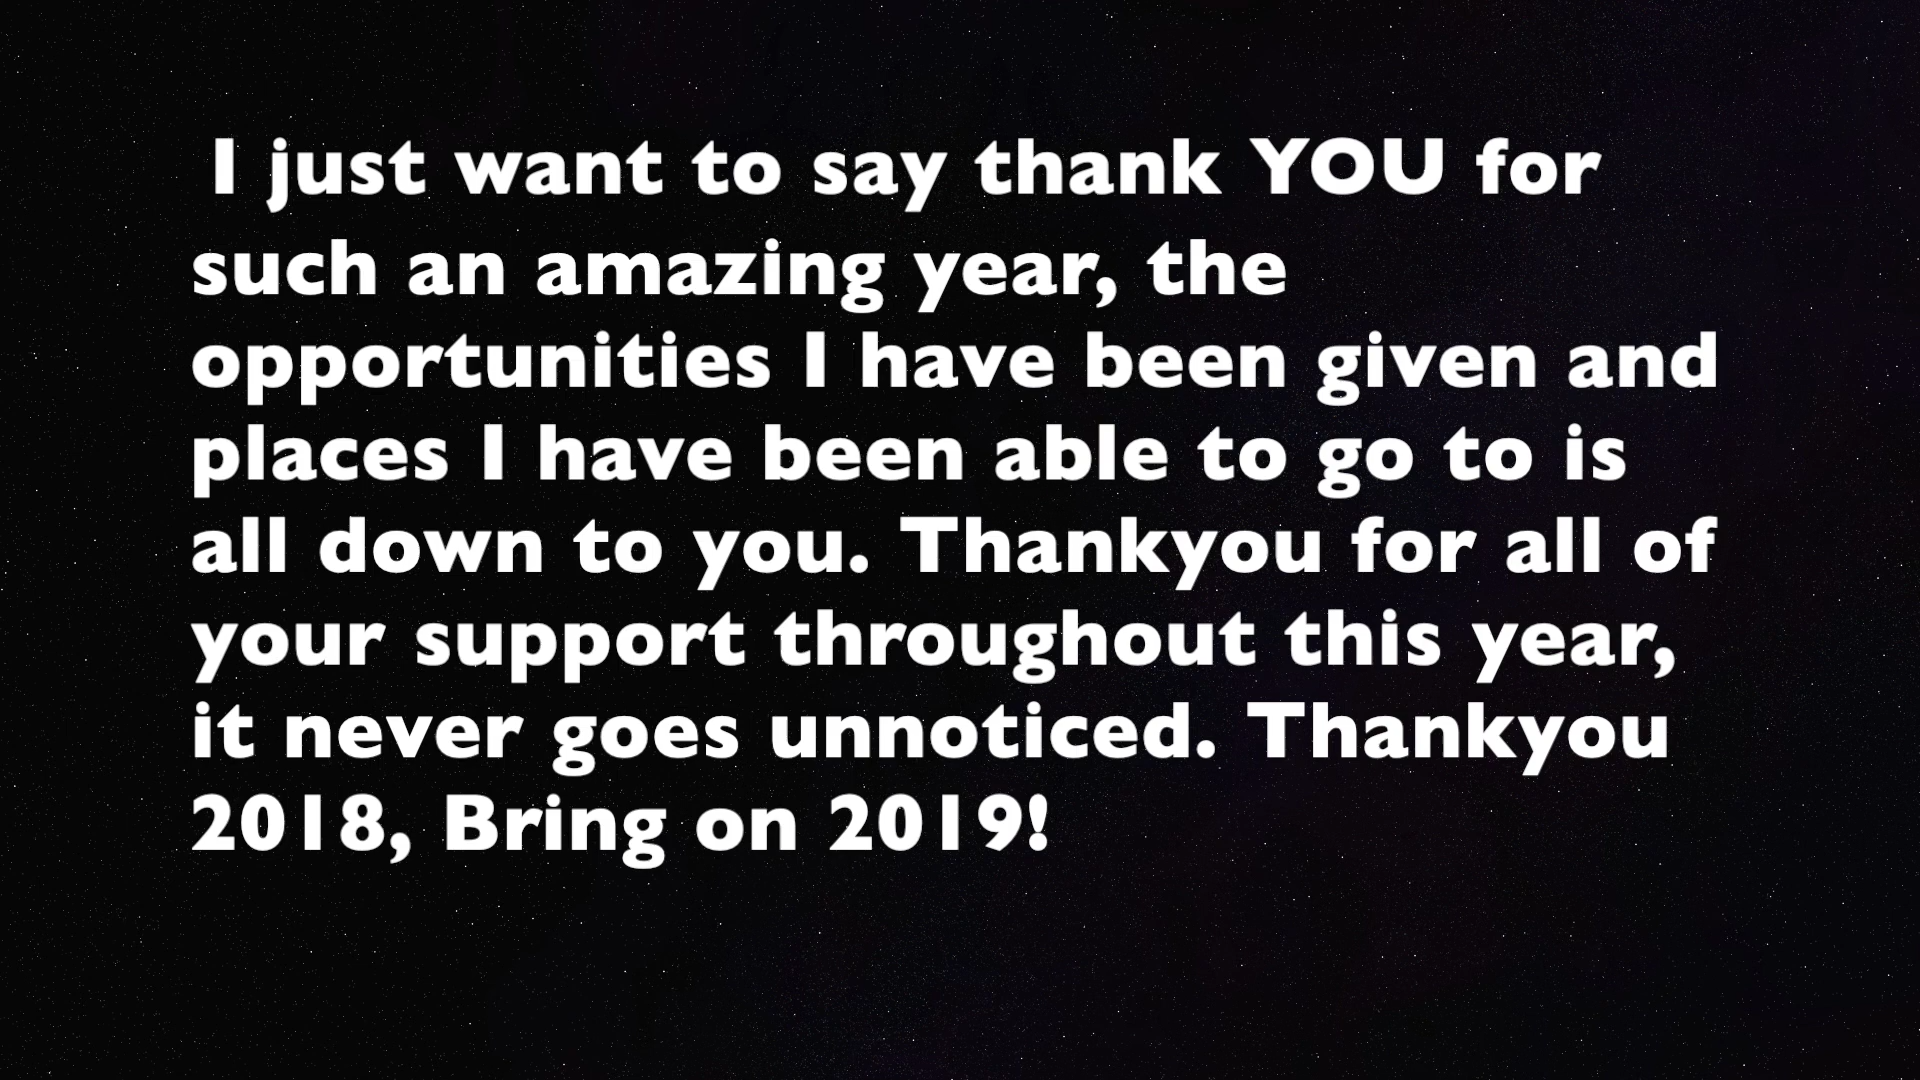 I just want to say thank YOU for
such an amazing year, the
opportunities I have been given and
places I have been able to go to is
all down to you. Thankyou for all of
your support throughout this year,
it never goes unnoticed. Thankyou
2018, Bring on 2019!